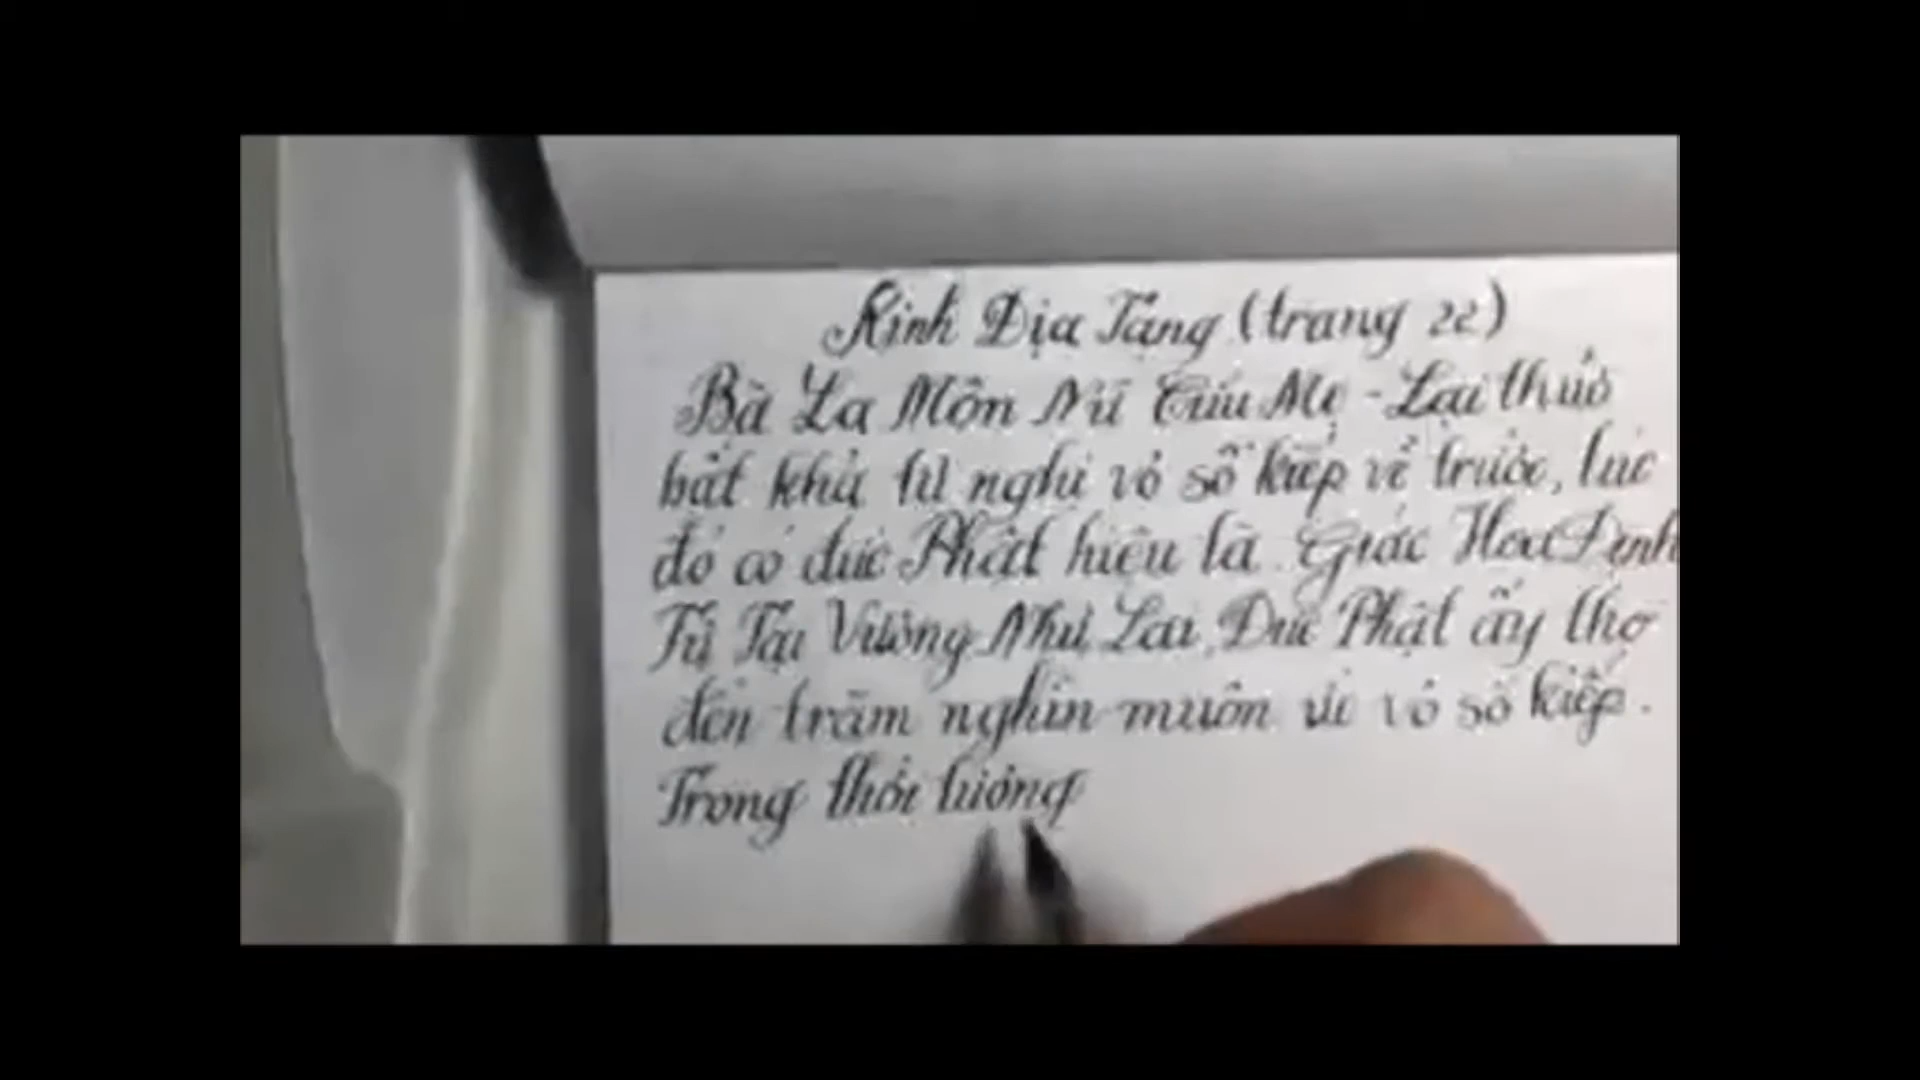 Kinh Địa Tạng (trang 22)
Bà La Môn Nữ Cứu Mẹ - Lại thuở
bất khả tư nghị vô số kiếp về trước, lúc
đó có đức Phật hiệu là Giác Hoa Định
Tự Tại Vương Như Lai, Đức Phật ấy thọ
đến trăm nghìn muôn ức vô số kiếp.
Trong thời tượng